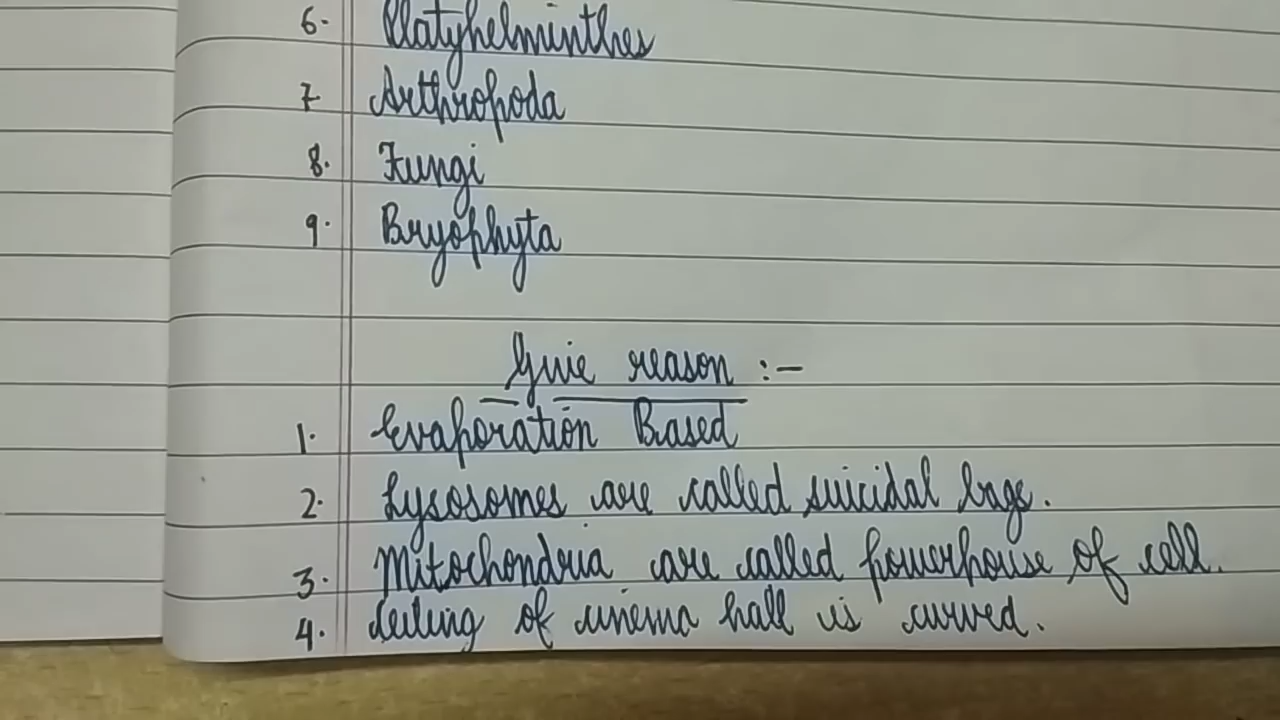 6. Platyhelminthes
7 Arthropoda
8. Fungi
9. Bryophyta
Give reason :-
1. Evaporation Based
2. Lysosomes are called suicidal bags.
3. Mitochondria are called powerhouse of cell.
4. Ceiling of cinema hall is curved.